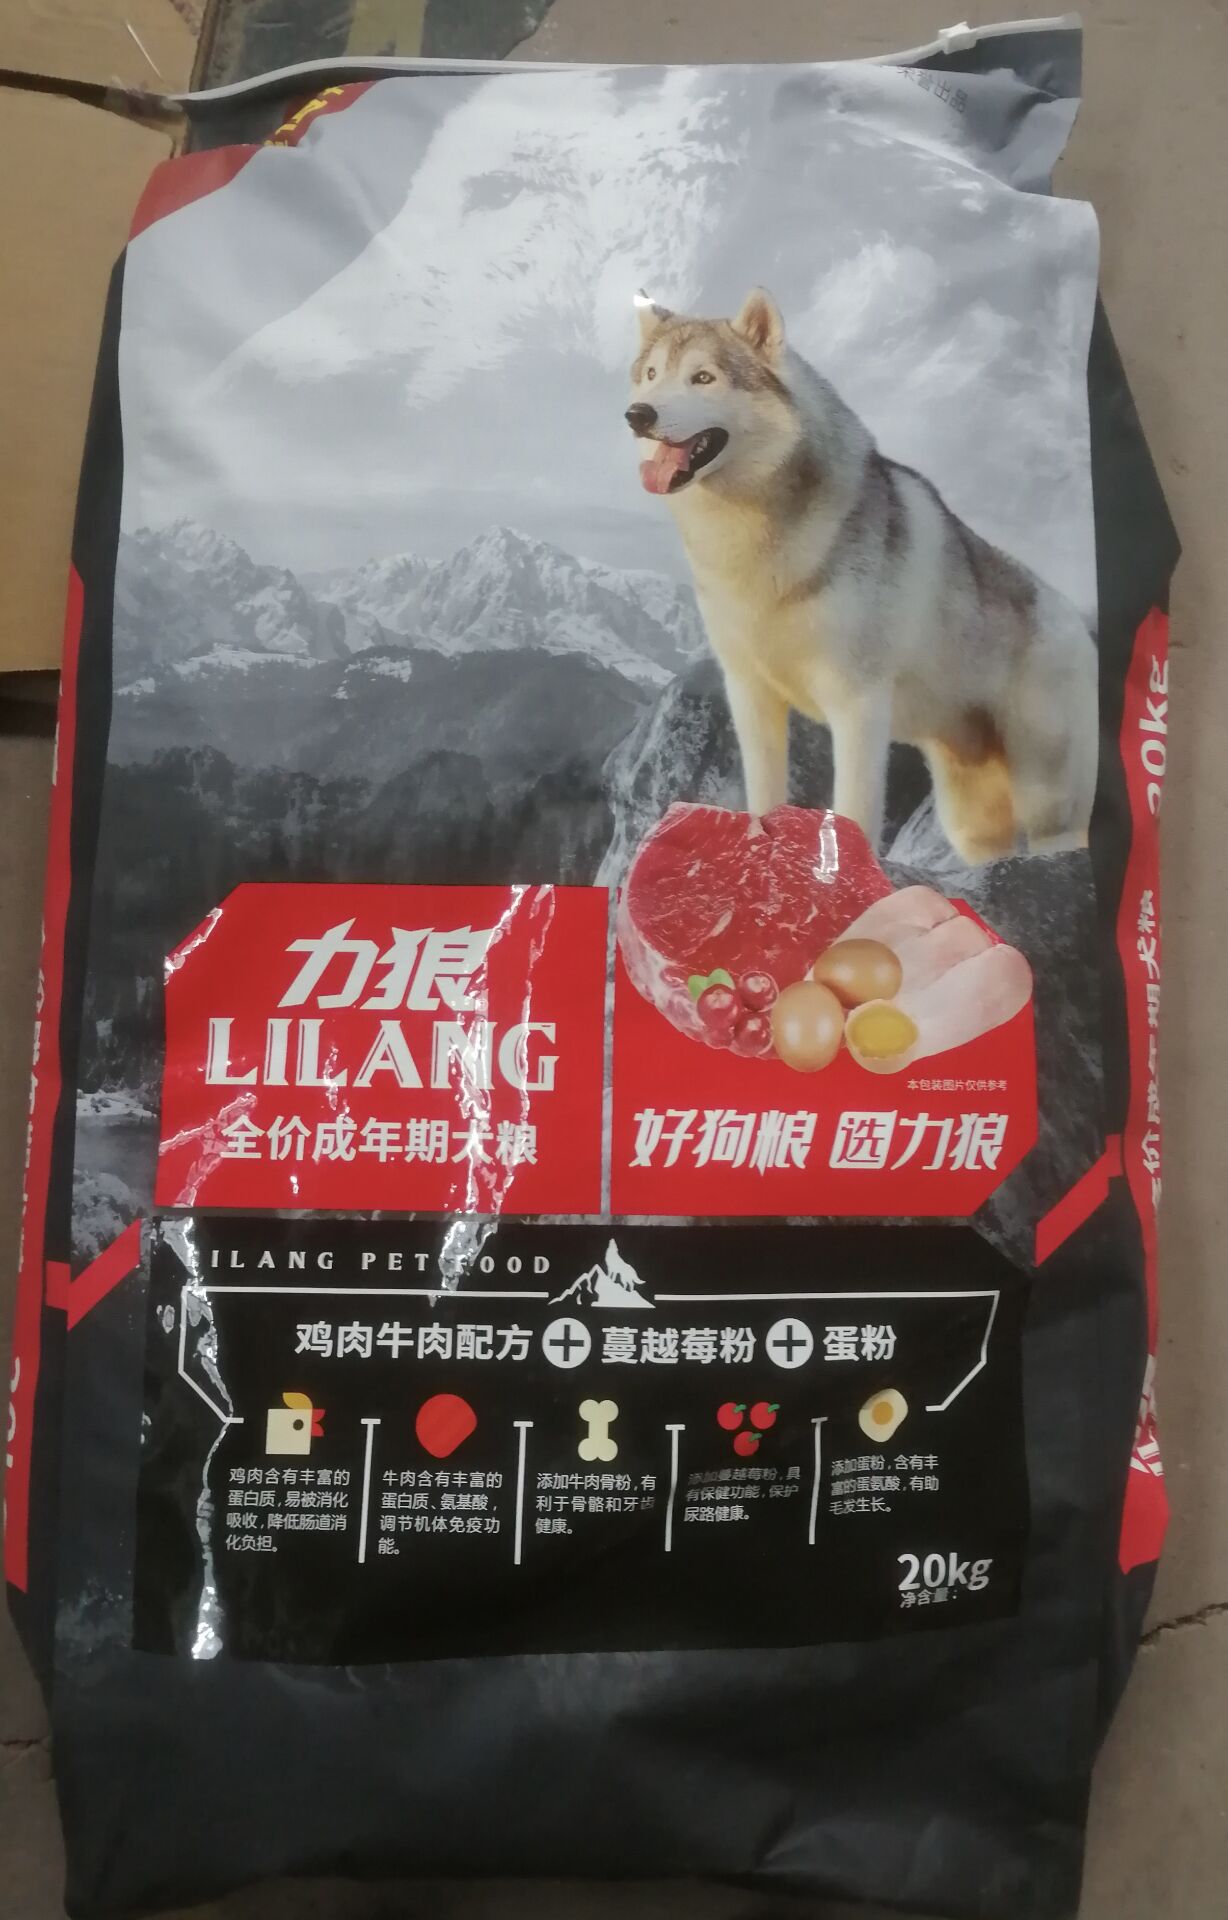 荣誉出品
力狼
LILANG
全价成年期犬粮
本包装图片仅供参考
好狗粮 选力狼
ILANG PET FOOD
鸡肉牛肉配方+蔓越莓粉+蛋粉
鸡肉含有丰富的
蛋白质,易被消化
吸收,降低肠道消
化负担。
牛肉含有丰富的
蛋白质、氨基酸,
调节机体免疫功
能。
添加牛肉骨粉,有
利于骨骼和牙齿
健康。
添加蔓越莓粉,具
有保健功能,保护
尿路健康。
添加蛋粉,含有丰
富的蛋氨酸,有助
毛发生长。
20kg
净含量:
20kg